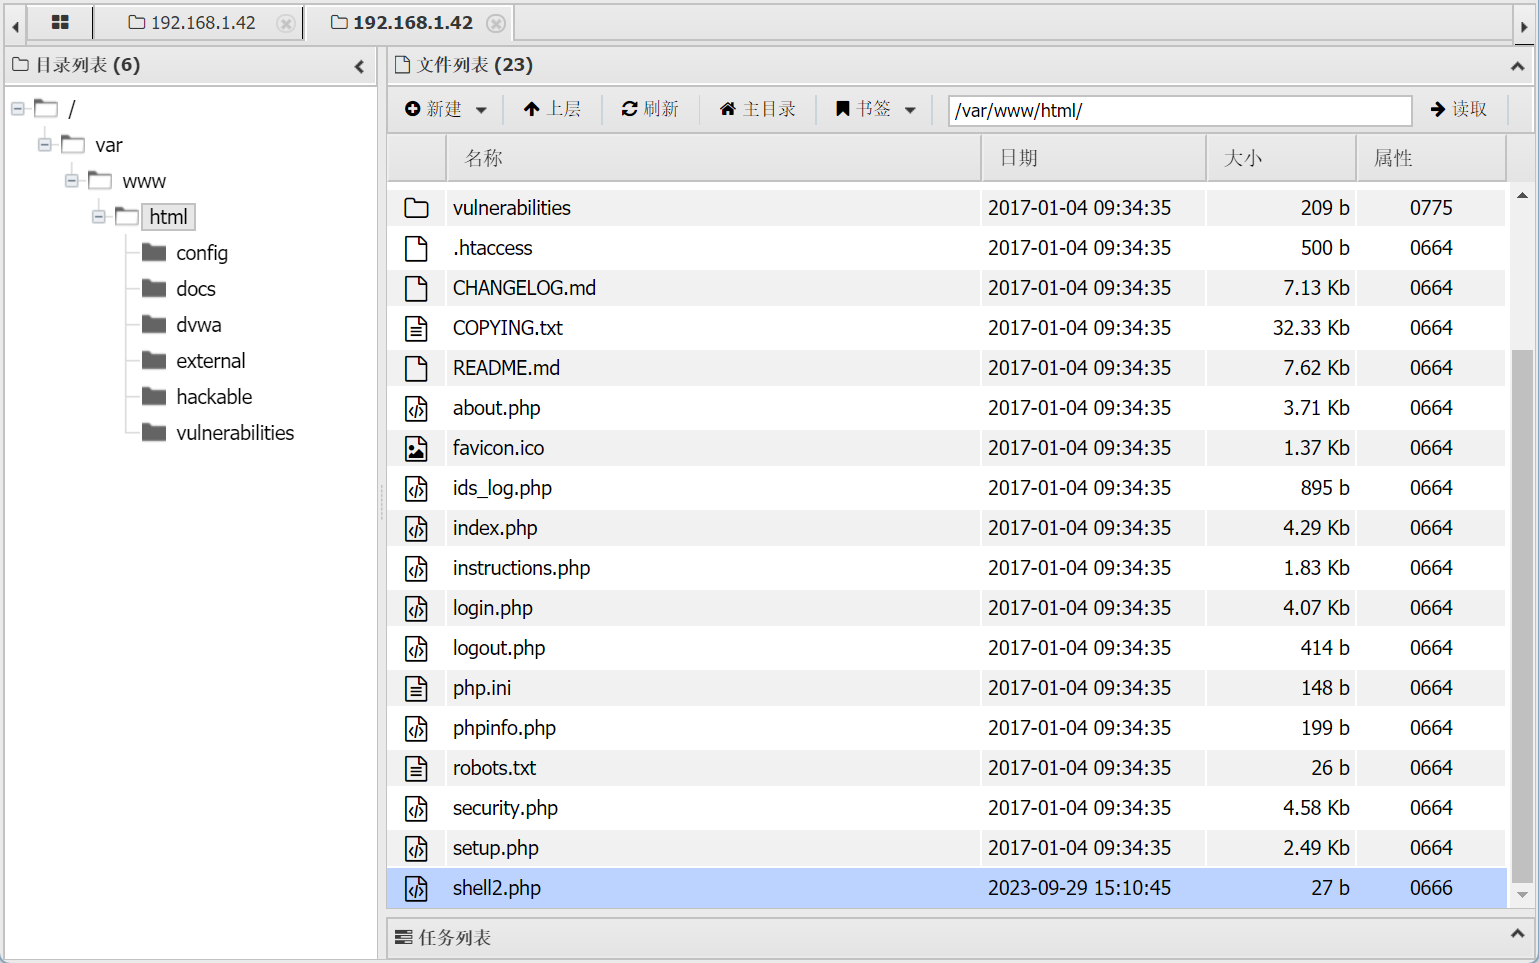 192.168.1.42 192.168.1.42
目录列表 (6)
/
var
www
html
config
docs
dvwa
external
hackable
vulnerabilities
文件列表 (23)
新建 上层 刷新 主目录 书签 /var/www/html/ 读取
名称 日期 大小 属性
vulnerabilities 2017-01-04 09:34:35 209 b 0775
.htaccess 2017-01-04 09:34:35 500 b 0664
CHANGELOG.md 2017-01-04 09:34:35 7.13 Kb 0664
COPYING.txt 2017-01-04 09:34:35 32.33 Kb 0664
README.md 2017-01-04 09:34:35 7.62 Kb 0664
about.php 2017-01-04 09:34:35 3.71 Kb 0664
favicon.ico 2017-01-04 09:34:35 1.37 Kb 0664
ids_log.php 2017-01-04 09:34:35 895 b 0664
index.php 2017-01-04 09:34:35 4.29 Kb 0664
instructions.php 2017-01-04 09:34:35 1.83 Kb 0664
login.php 2017-01-04 09:34:35 4.07 Kb 0664
logout.php 2017-01-04 09:34:35 414 b 0664
php.ini 2017-01-04 09:34:35 148 b 0664
phpinfo.php 2017-01-04 09:34:35 199 b 0664
robots.txt 2017-01-04 09:34:35 26 b 0664
security.php 2017-01-04 09:34:35 4.58 Kb 0664
setup.php 2017-01-04 09:34:35 2.49 Kb 0664
shell2.php 2023-09-29 15:10:45 27 b 0666
任务列表